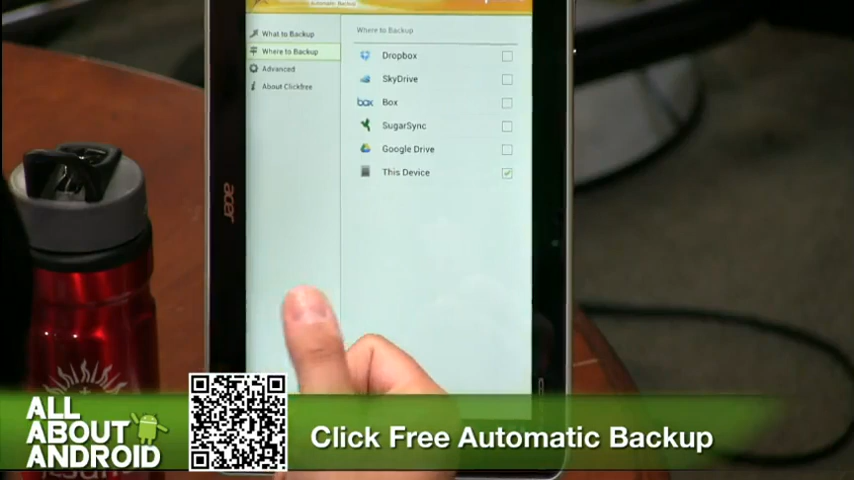 Automatic Backup
What to Backup
Where to Backup
Advanced
About Clickfree
Where to Backup
Dropbox
SkyDrive
box Box
SugarSync
Google Drive
This Device
acer
ALL
ABOUT
ANDROID
Click Free Automatic Backup